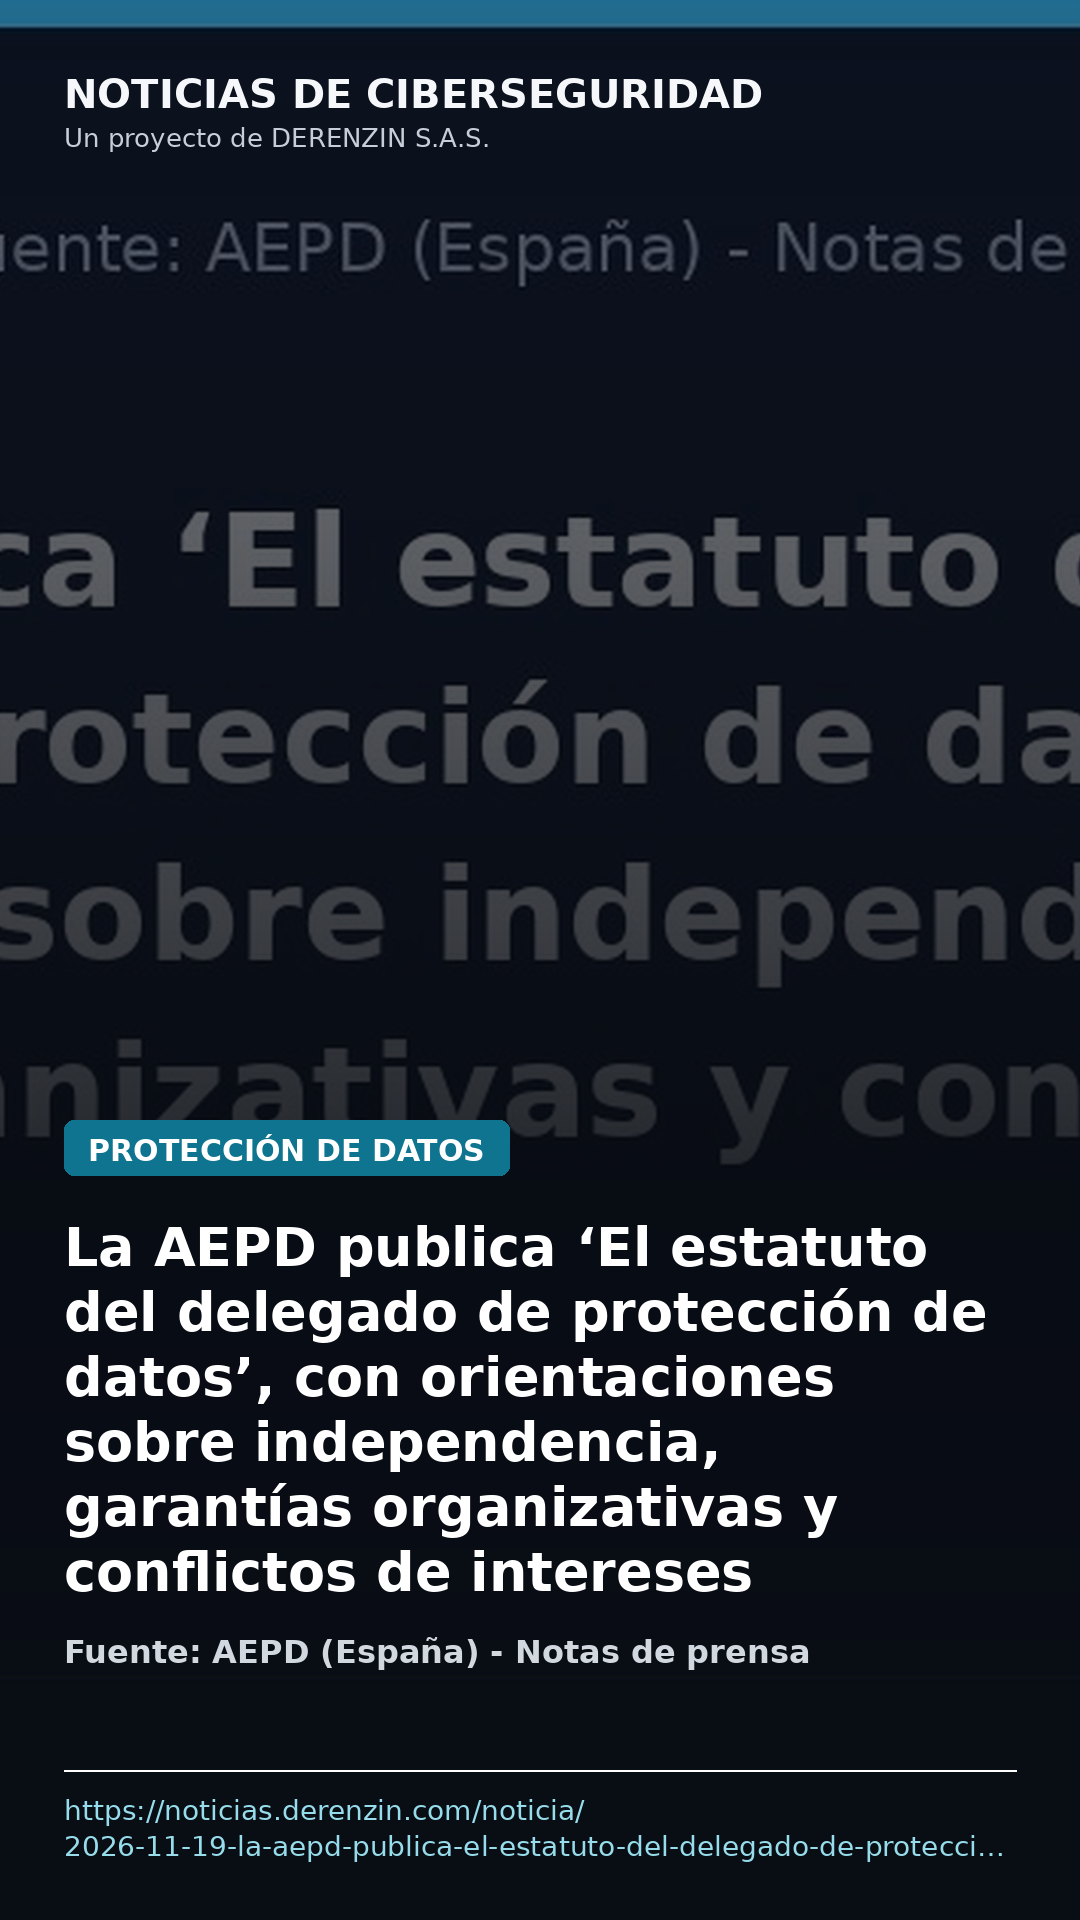 NOTICIAS DE CIBERSEGURIDAD
Un proyecto de DERENZIN S.A.S.
uente: AEPD (España) - Notas de
ca ‘El estatuto d
rotección de da
sobre independ
anizativas y con
PROTECCIÓN DE DATOS
La AEPD publica ‘El estatuto
del delegado de protección de
datos’, con orientaciones
sobre independencia,
garantías organizativas y
conflictos de intereses
Fuente: AEPD (España) - Notas de prensa
https://noticias.derenzin.com/noticia/
2026-11-19-la-aepd-publica-el-estatuto-del-delegado-de-protecci…